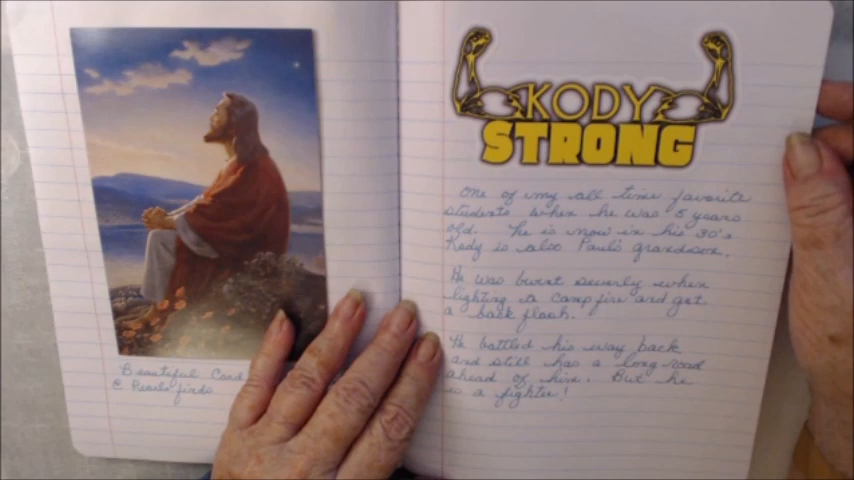 Beautiful Card
@ Pearls finds
KODY
STRONG
One of my all time favorite
students when he was 5 years
old. He is now in his 30's
Kody is also Paul's grandson.
He was burnt severly when
lighting a camp fire and got
a back flash.
He battled his way back
and still has a long road
ahead of him. But he
is a fighter!